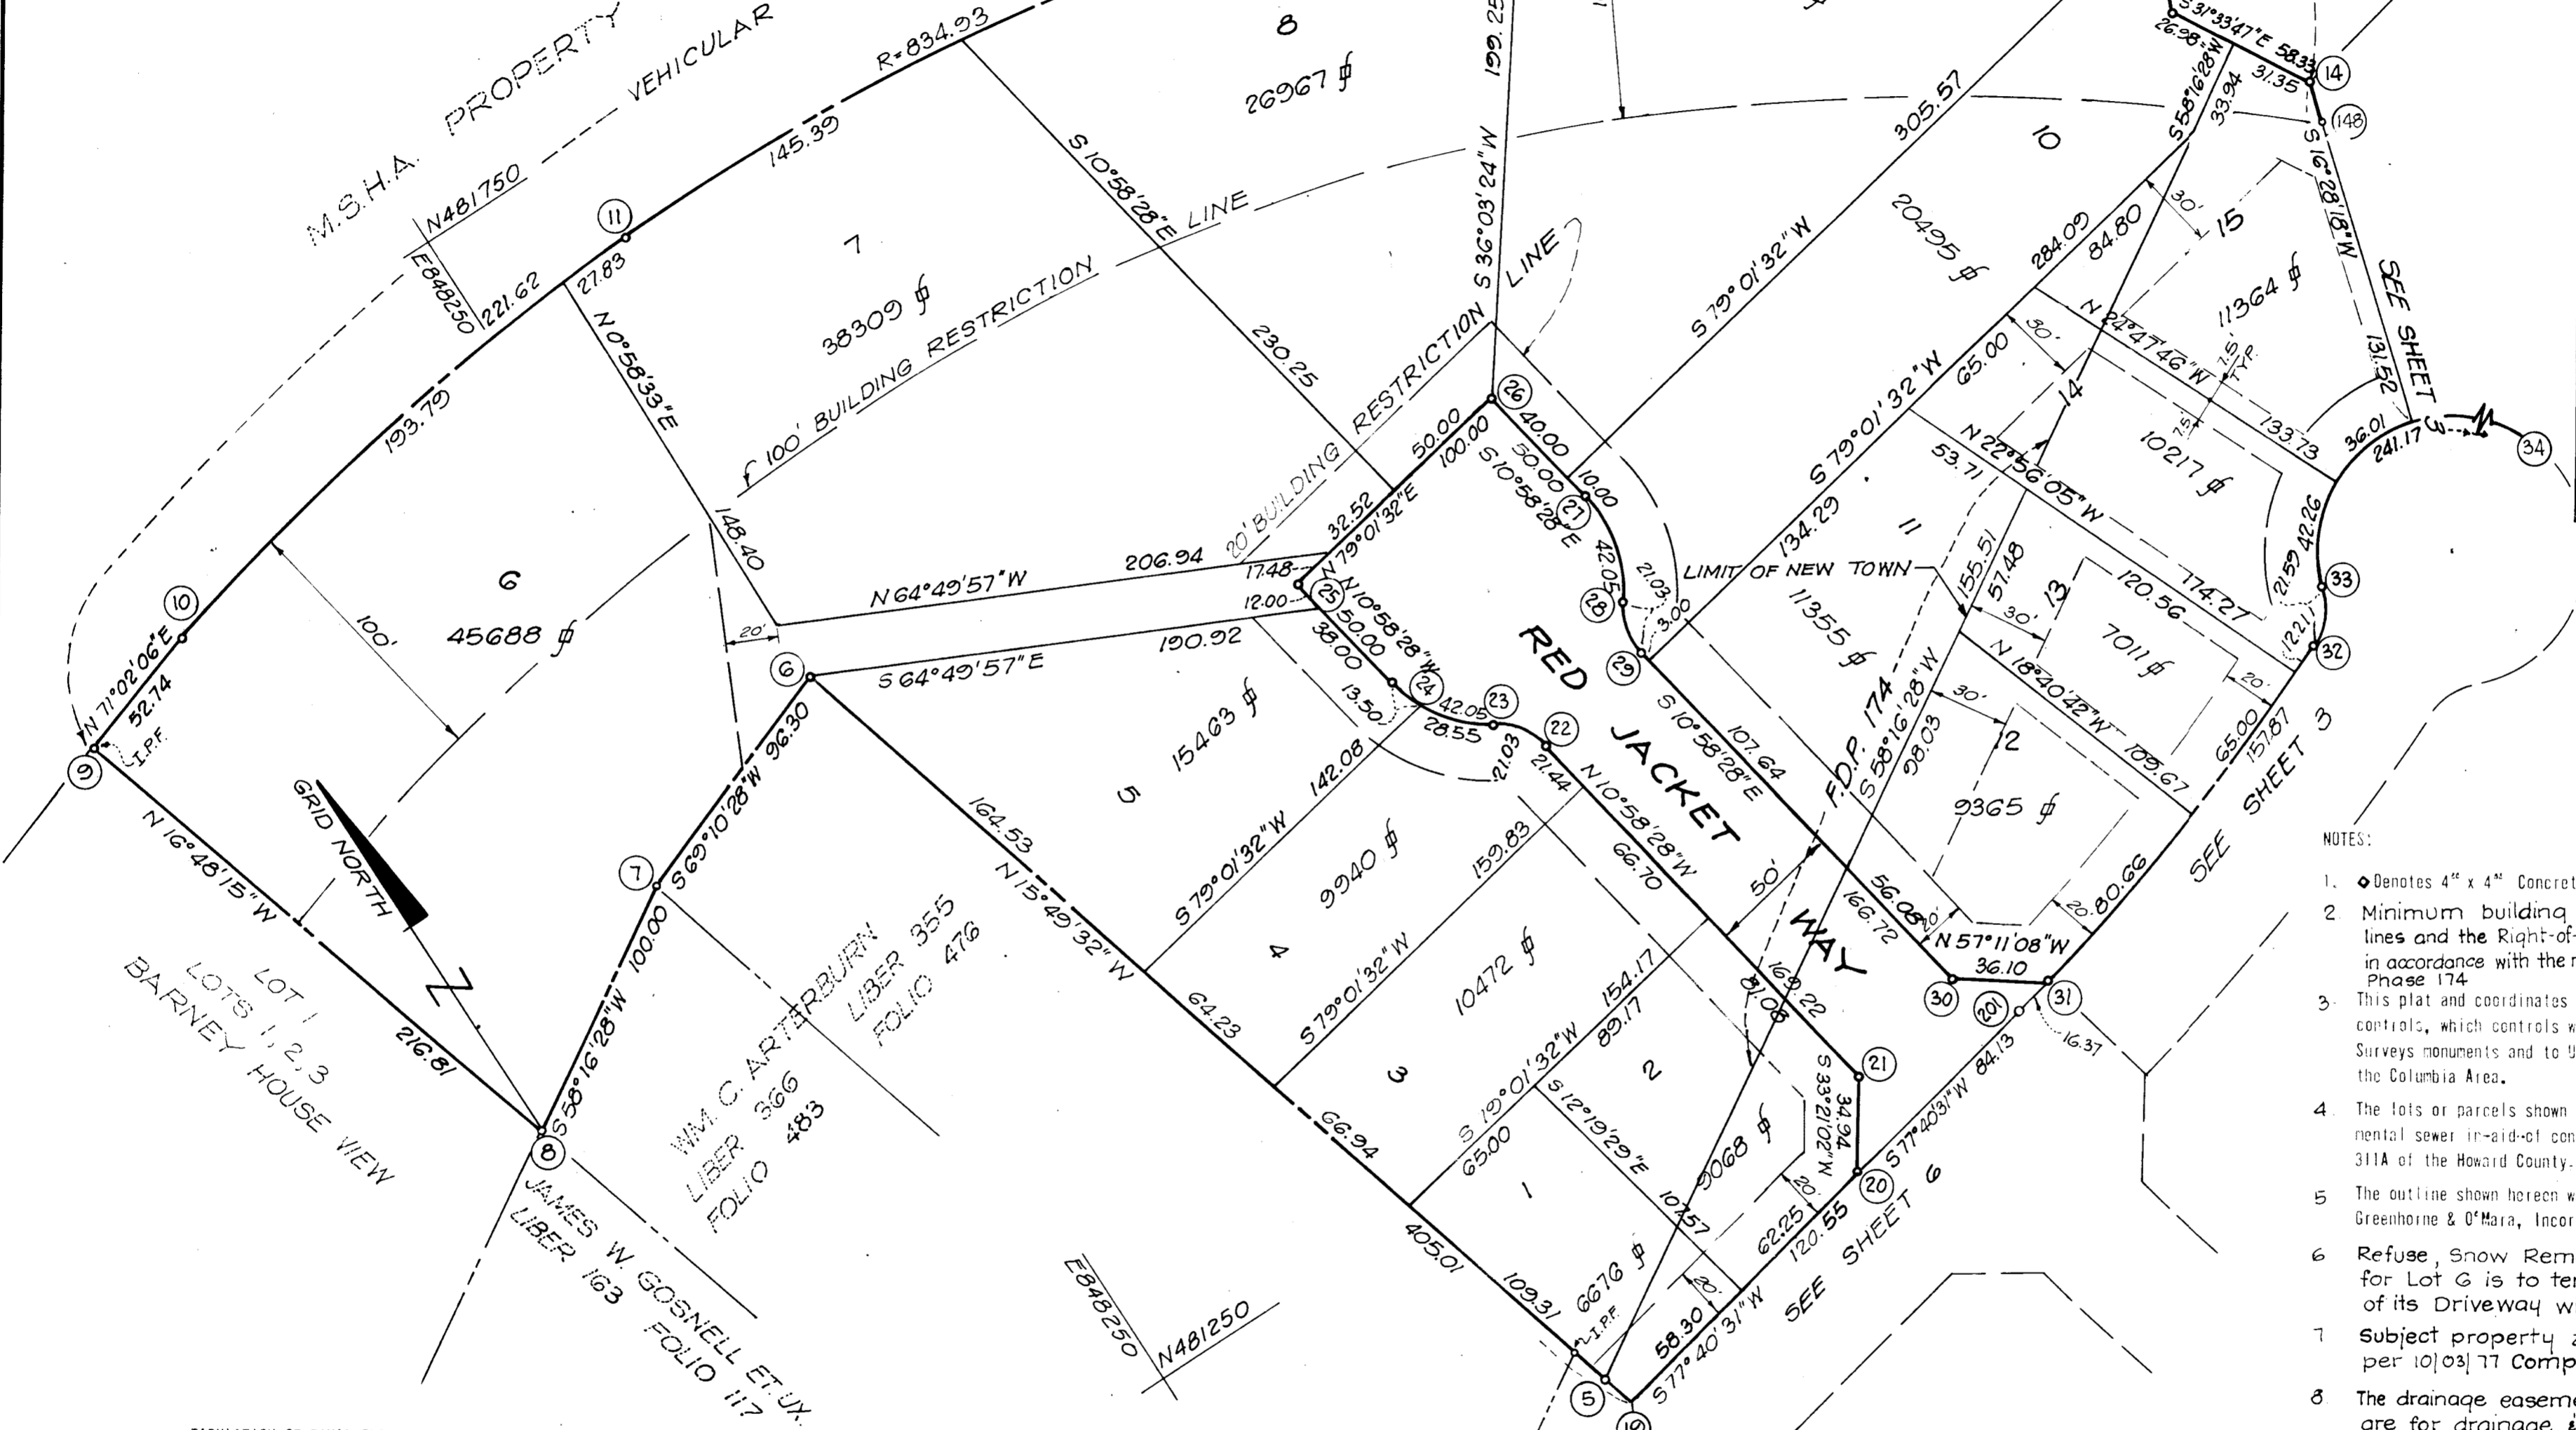 M.S.H.A. PROPERTY
VEHICULAR
N481750
E848250
R=834.93
8
26967
199.25
S 36°03'24"W
11
145.39
221.62
27.83
7
38309
100' BUILDING RESTRICTION LINE
S 10°58'28"E
230.25
N 0°58'33"E
148.40
193.79
10
N 71°02'06"E
52.74
I.P.F.
9
100'
6
45688
N 64°49'57"W
206.94
20'
6
S 64°49'57"E
190.92
N 16°48'15"W
216.81
GRID NORTH
7
S 69°10'28"W
96.30
100.00
S 58°16'28"W
8
LOT 1
LOTS 1, 2, 3
BARNEY HOUSE VIEW
WM. C. ARTERBURN
LIBER 366
FOLIO 483
LIBER 355
FOLIO 476
JAMES W. GOSNELL ET. UX.
LIBER 163
FOLIO 117
E848250
N481250
20' BUILDING RESTRICTION LINE
26
50.00
100.00
32.52
N 79°01'32"E
17.48
12.00
25
N 10°58'28"W
50.00
38.00
13.50
24
42.05
28.55
23
21.03
22
21.44
40.00
50.00
S 10°58'28"E
10.00
27
42.05
28
21.03
3.00
29
5
15463
164.53
N 15°49'32"W
S 79°01'32"W
142.08
4
9940
64.23
S 79°01'32"W
159.83
3
10472
66.94
S 79°01'32"W
154.17
89.17
65.00
2
9068
S 12°19'29"E
107.57
1
6676
405.01
109.31
I.P.F.
5
19
58.30
S 77°40'31"W
20'
62.25
120.55
20'
SEE SHEET 6
20
34.94
S 33°21'02"W
21
169.22
81.08
N 10°58'28"W
66.70
50'
RED JACKET WAY
S 10°58'28"E
107.64
56.08
166.72
30
N 57°11'08"W
36.10
31
201
16.37
S 77°40'31"W
84.13
20'
20'
80.66
SEE SHEET 3
12
9365
30'
N 18°40'42"W
109.67
65.00
157.87
20'
13
7011
30'
120.56
174.27
32
12.21
33
21.59
42.26
36.01
241.17
34
SEE SHEET 3
N 22°56'05"W
53.71
F.D.P. 174
S 58°16'28"W
98.03
155.51
57.48
LIMIT OF NEW TOWN
11
11355
S 79°01'32"W
134.29
65.00
30'
14
10217
N 24°47'46"W
133.73
7.5'
7.5'
TYP.
15
11364
30'
284.09
84.80
10
20495
S 79°01'32"W
305.57
S 31°33'47"E 58.33
26.98
31.35
14
148
S 58°16'28"W
33.94
S 16°28'18"W
131.52
NOTES:
1. Denotes 4" x 4" Concret
2. Minimum building
lines and the Right-of-
in accordance with the r
Phase 174
3. This plat and coordinates
controls, which controls w
Surveys monuments and to U
the Columbia Area.
4. The lots or parcels shown
mental sewer in-aid-of con
311A of the Howard County.
5 The outline shown hereon w
Greenhorne & O'Mara, Incor
6 Refuse, Snow Rem
for Lot 6 is to ter
of its Driveway w
7 Subject property
per 10/03/77 Comp
8. The drainage easeme
are for drainage &